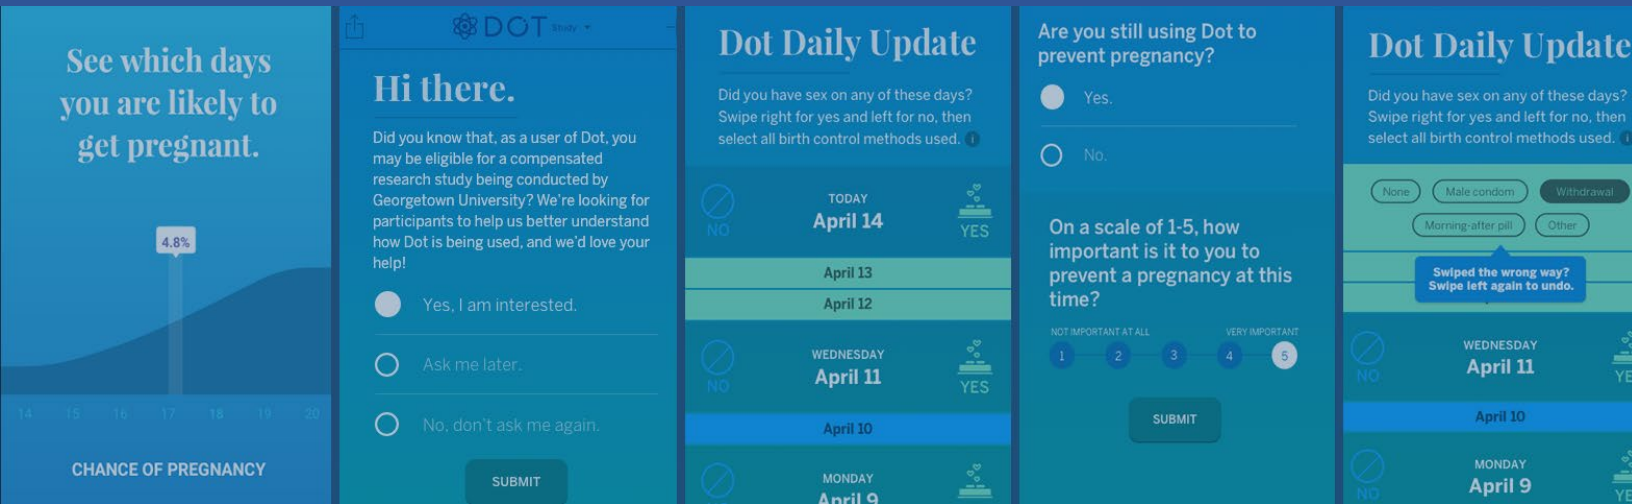 See which days
you are likely to
get pregnant.
4.8%
14 15 16 17 18 19 20
CHANCE OF PREGNANCY
DOT Study
Hi there.
Did you know that, as a user of Dot, you
may be eligible for a compensated
research study being conducted by
Georgetown University? We're looking for
participants to help us better understand
how Dot is being used, and we'd love your
help!
Yes, I am interested.
Ask me later.
No, don't ask me again.
SUBMIT
Dot Daily Update
Did you have sex on any of these days?
Swipe right for yes and left for no, then
select all birth control methods used. i
TODAY
April 14
NO
YES
April 13
April 12
WEDNESDAY
April 11
NO
YES
April 10
MONDAY
April 9
NO
Are you still using Dot to
prevent pregnancy?
Yes.
No.
On a scale of 1-5, how
important is it to you to
prevent a pregnancy at this
time?
NOT IMPORTANT AT ALL VERY IMPORTANT
1 2 3 4 5
SUBMIT
Dot Daily Update
Did you have sex on any of these days?
Swipe right for yes and left for no, then
select all birth control methods used. i
None Male condom Withdrawal
Morning-after pill Other
Swiped the wrong way?
Swipe left again to undo.
WEDNESDAY
April 11
NO
YE
April 10
MONDAY
April 9
NO
YE